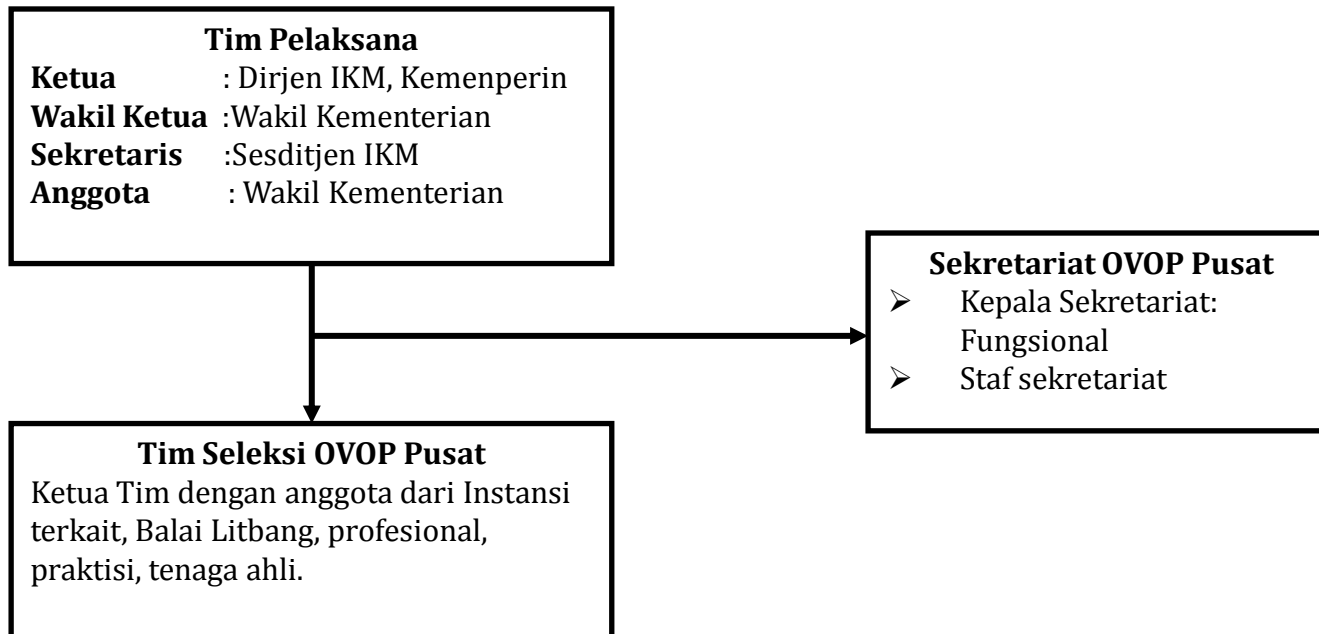 Tim Pelaksana
Ketua : Dirjen IKM, Kemenperin
Wakil Ketua :Wakil Kementerian
Sekretaris :Sesditjen IKM
Anggota : Wakil Kementerian
Sekretariat OVOP Pusat
➢ Kepala Sekretariat:
Fungsional
➢ Staf sekretariat
Tim Seleksi OVOP Pusat
Ketua Tim dengan anggota dari Instansi
terkait, Balai Litbang, profesional,
praktisi, tenaga ahli.